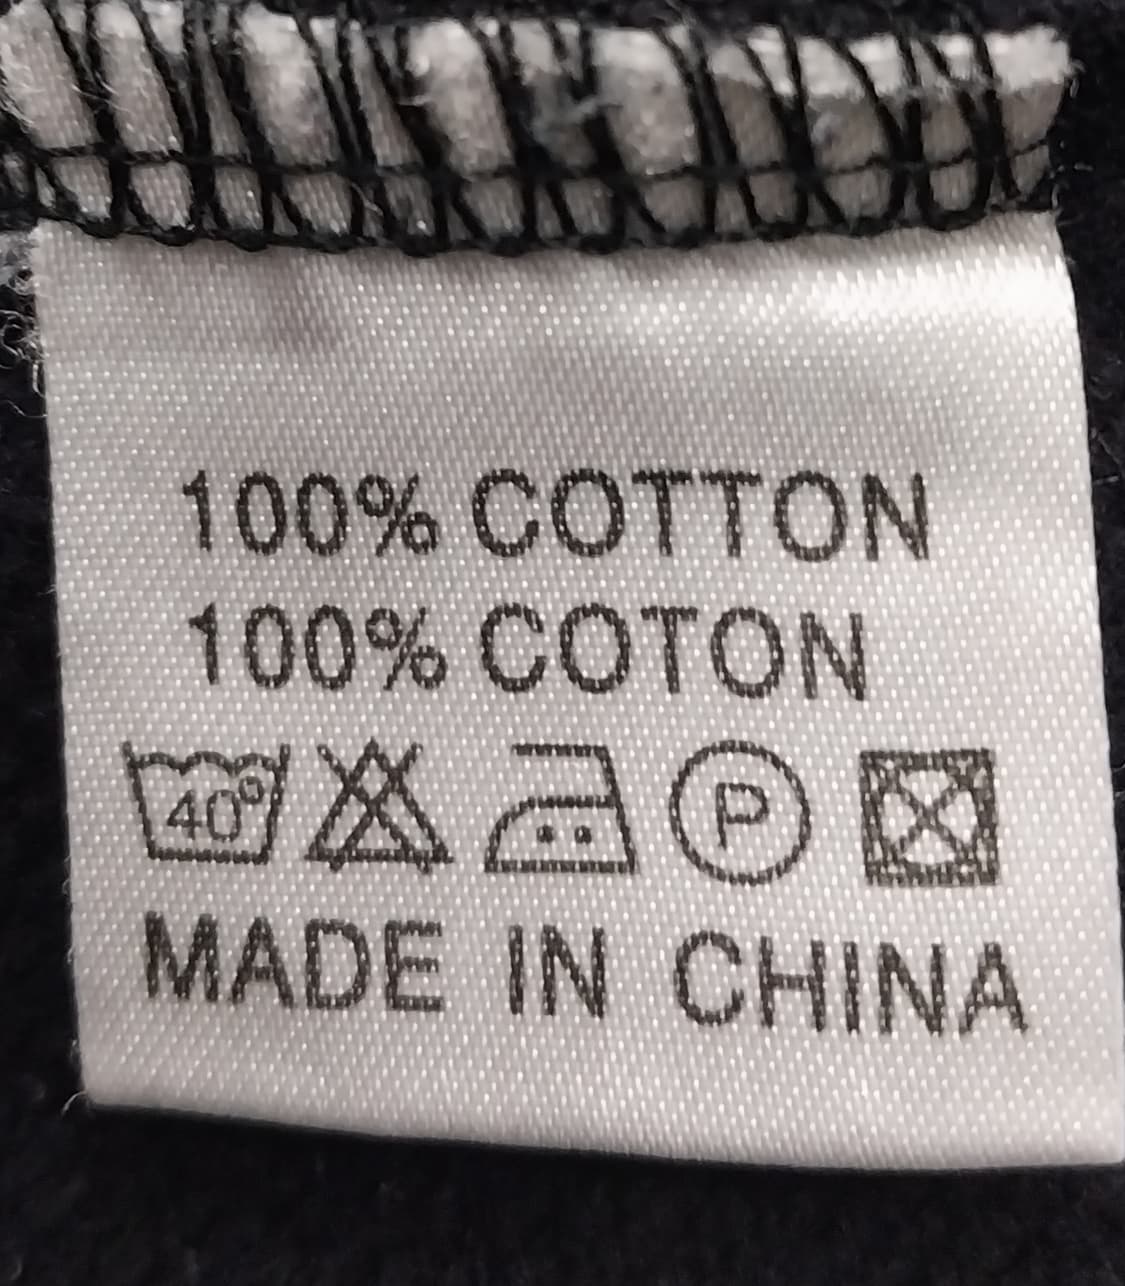 100% COTTON
100% COTON
40°
P
MADE IN CHINA